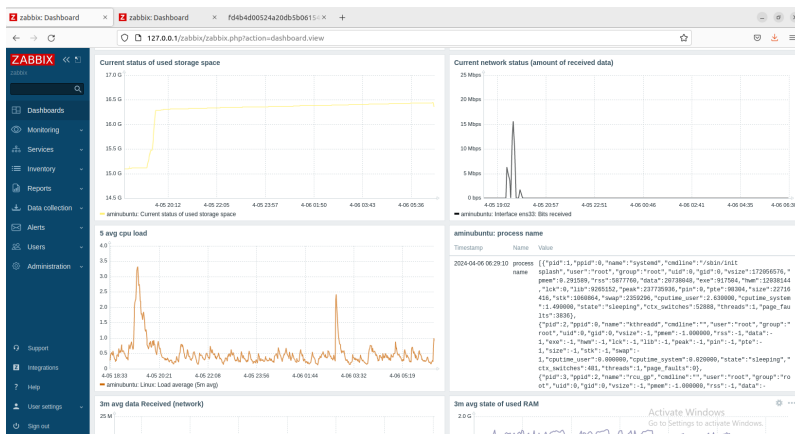 zabbix: Dashboard × zabbix: Dashboard × fd4b4d00524a20db5b0615 × +
127.0.0.1/zabbix/zabbix.php?action=dashboard.view
ZABBIX
zabbix
Dashboards
Monitoring
Services
Inventory
Reports
Data collection
Alerts
Users
Administration
Support
Integrations
Help
User settings
Sign out
Current status of used storage space
17.0 G
16.5 G
16.0 G
15.5 G
15.0 G
14.5 G
4-05 20:12 4-05 22:05 4-05 23:57 4-06 01:50 4-06 03:43 4-06 05:36
aminubuntu: Current status of used storage space
Current network status (amount of received data)
25 Mbps
20 Mbps
15 Mbps
10 Mbps
5 Mbps
0 bps
4-05 19:02 4-05 20:57 4-05 22:51 4-06 00:46 4-06 02:41 4-06 04:35 4-06 06:3
aminubuntu: Interface ens33: Bits received
5 avg cpu load
4.0
3.5
3.0
2.5
2.0
1.5
1.0
0.5
0
4-05 18:33 4-05 20:21 4-05 22:08 4-05 23:56 4-06 01:44 4-06 03:32 4-06 05:19
aminubuntu: Linux: Load average (5m avg)
aminubuntu: process name
Timestamp Name Value
2024-04-06 06:29:10 process name
[{"pid":1,"ppid":0,"name":"systemd","cmdline":"/sbin/init
splash","user":"root","group":"root","uid":0,"gid":0,"vsize":172056576,"
pmem":0.291589,"rss":5877760,"data":20738048,"exe":917504,"hwm":12038144
,"lck":0,"lib":9265152,"peak":237735936,"pin":0,"pte":98304,"size":22716
416,"stk":1060864,"swap":2359296,"cputime_user":2.630000,"cputime_system
":1.490000,"state":"sleeping","ctx_switches":52808,"threads":1,"page_fau
lts":3836},
{"pid":2,"ppid":0,"name":"kthreadd","cmdline":"","user":"root","group":"
root","uid":0,"gid":0,"vsize":-1,"pmem":-1.000000,"rss":-1,"data":-
1,"exe":-1,"hwm":-1,"lck":-1,"lib":-1,"peak":-1,"pin":-1,"pte":-
1,"size":-1,"stk":-1,"swap":-
1,"cputime_user":0.000000,"cputime_system":0.020000,"state":"sleeping","
ctx_switches":401,"threads":1,"page_faults":0},
{"pid":3,"ppid":2,"name":"rcu_gp","cmdline":"","user":"root","group":"ro
ot","uid":0,"gid":0,"vsize":-1,"pmem":-1.000000,"rss":-1,"data":-
3m avg data Received (network)
25 M
3m avg state of used RAM
2.0 G
Activate Windows
Go to Settings to activate Windows.